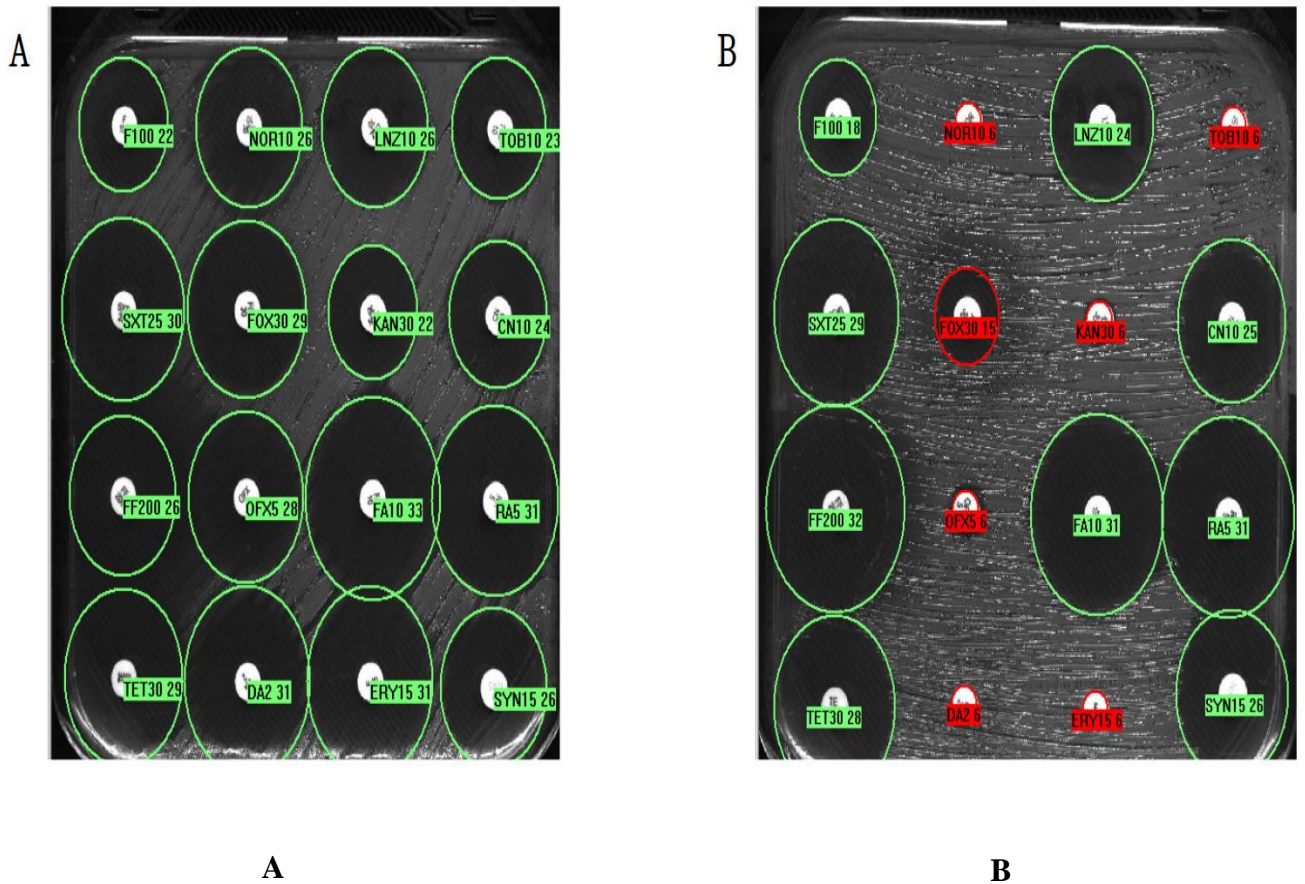 A
B
F100 22
NOR10 26
LNZ10 26
TOB10 23
F100 18
NOR10 6
LNZ10 24
TOB10 6
SXT25 30
FOX30 29
KAN30 22
CN10 24
SXT25 29
FOX30 15
KAN30 6
CN10 25
FF200 26
OFX5 28
FA10 33
RA5 31
FF200 32
OFX5 6
FA10 31
RA5 31
TET30 29
DA2 31
ERY15 31
SYN15 26
TET30 28
DA2 6
ERY15 6
SYN15 26
A
B